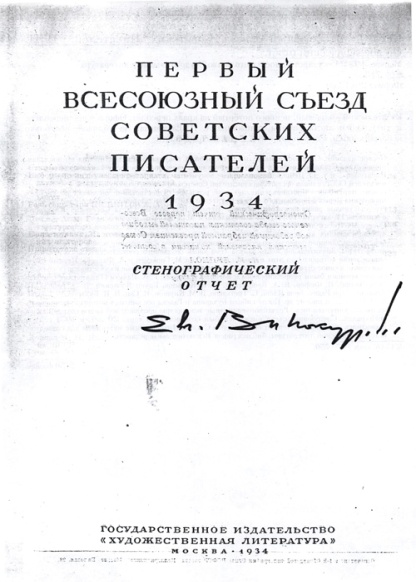 ПЕРВЫЙ
ВСЕСОЮЗНЫЙ СЪЕЗД
СОВЕТСКИХ
ПИСАТЕЛЕЙ
1934
СТЕНОГРАФИЧЕСКИЙ
ОТЧЕТ
ГОСУДАРСТВЕННОЕ ИЗДАТЕЛЬСТВО
«ХУДОЖЕСТВЕННАЯ ЛИТЕРАТУРА»
МОСКВА · 1934